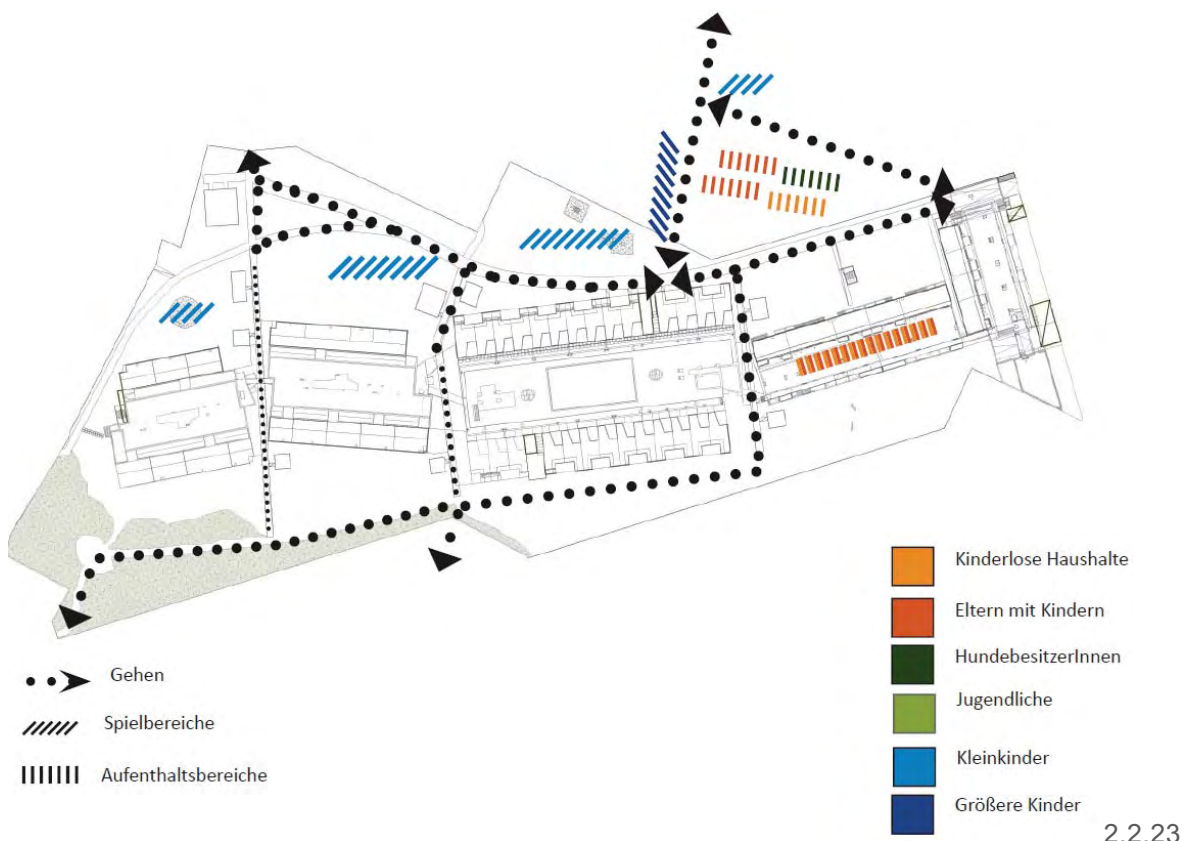 Gehen
Spielbereiche
Aufenthaltsbereiche
Kinderlose Haushalte
Eltern mit Kindern
HundebesitzerInnen
Jugendliche
Kleinkinder
Größere Kinder
2.2.23